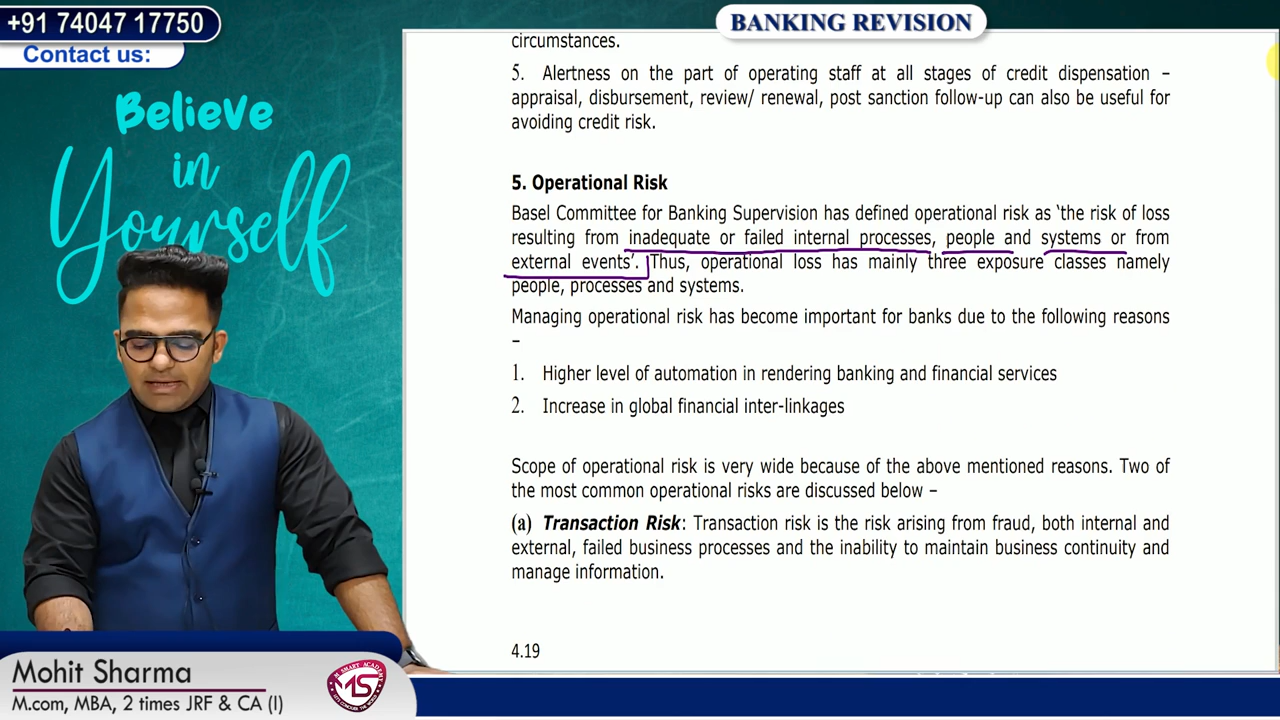 +91 74047 17750
Contact us:
BANKING REVISION
Believe
in
Yourself
circumstances.
5. Alertness on the part of operating staff at all stages of credit dispensation –
appraisal, disbursement, review/ renewal, post sanction follow-up can also be useful for
avoiding credit risk.
5. Operational Risk
Basel Committee for Banking Supervision has defined operational risk as ‘the risk of loss
resulting from inadequate or failed internal processes, people and systems or from
external events’. Thus, operational loss has mainly three exposure classes namely
people, processes and systems.
Managing operational risk has become important for banks due to the following reasons
–
1. Higher level of automation in rendering banking and financial services
2. Increase in global financial inter-linkages
Scope of operational risk is very wide because of the above mentioned reasons. Two of
the most common operational risks are discussed below –
(a) Transaction Risk: Transaction risk is the risk arising from fraud, both internal and
external, failed business processes and the inability to maintain business continuity and
manage information.
4.19
Mohit Sharma
M.com, MBA, 2 times JRF & CA (I)
MS